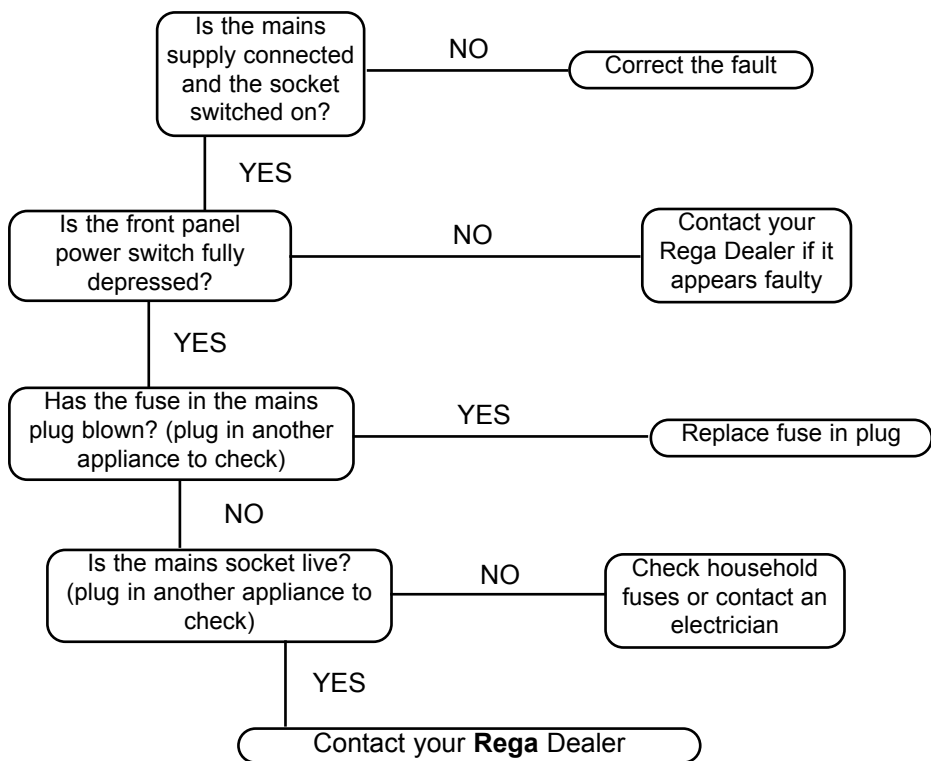 Is the mains
supply connected
and the socket
switched on?
NO
Correct the fault
YES
Is the front panel
power switch fully
depressed?
NO
Contact your
Rega Dealer if it
appears faulty
YES
Has the fuse in the mains
plug blown? (plug in another
appliance to check)
YES
Replace fuse in plug
NO
Is the mains socket live?
(plug in another appliance to
check)
NO
Check household
fuses or contact an
electrician
YES
Contact your Rega Dealer